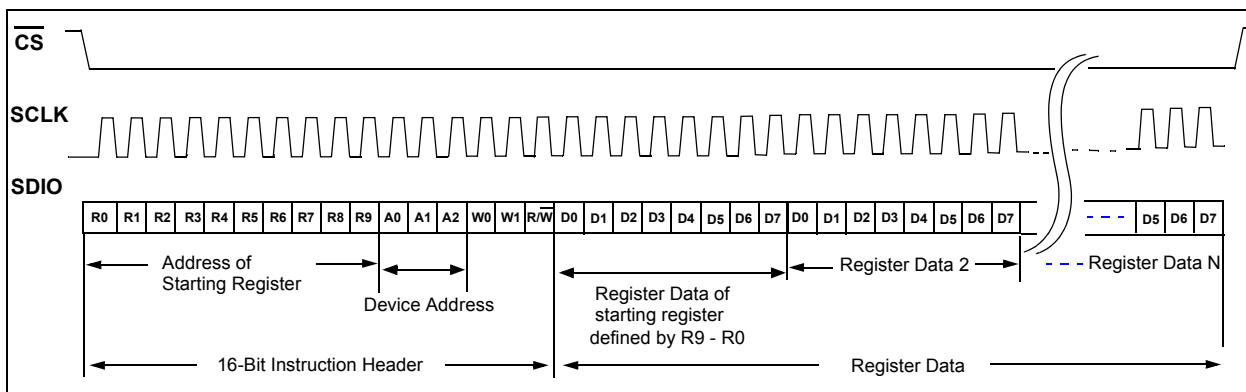 CS
SCLK
SDIO
R0 R1 R2 R3 R4 R5 R6 R7 R8 R9 A0 A1 A2 W0 W1 R/W D0 D1 D2 D3 D4 D5 D6 D7 D0 D1 D2 D3 D4 D5 D6 D7 D5 D6 D7
Address of
Starting Register
Device Address
Register Data of
starting register
defined by R9 - R0
Register Data 2
Register Data N
16-Bit Instruction Header
Register Data